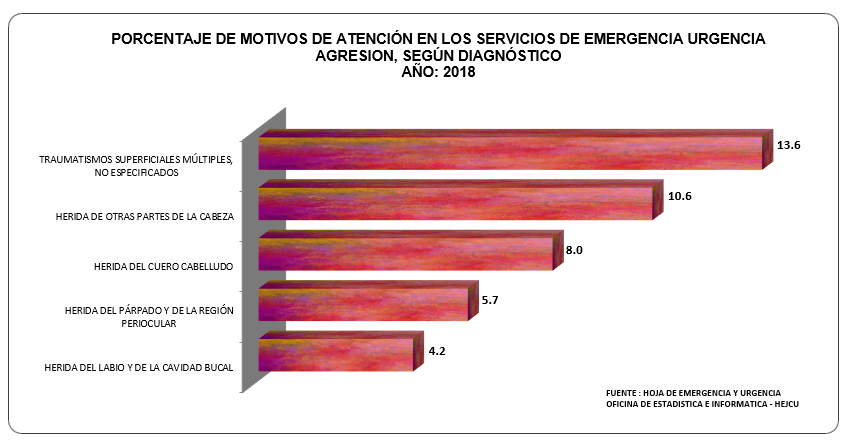 PORCENTAJE DE MOTIVOS DE ATENCIÓN EN LOS SERVICIOS DE EMERGENCIA URGENCIA
AGRESION, SEGÚN DIAGNÓSTICO
AÑO: 2018
TRAUMATISMOS SUPERFICIALES MÚLTIPLES,
NO ESPECIFICADOS
13.6
HERIDA DE OTRAS PARTES DE LA CABEZA
10.6
HERIDA DEL CUERO CABELLUDO
8.0
HERIDA DEL PÁRPADO Y DE LA REGIÓN
PERIOCULAR
5.7
HERIDA DEL LABIO Y DE LA CAVIDAD BUCAL
4.2
FUENTE : HOJA DE EMERGENCIA Y URGENCIA
OFICINA DE ESTADISTICA E INFORMATICA - HEJCU